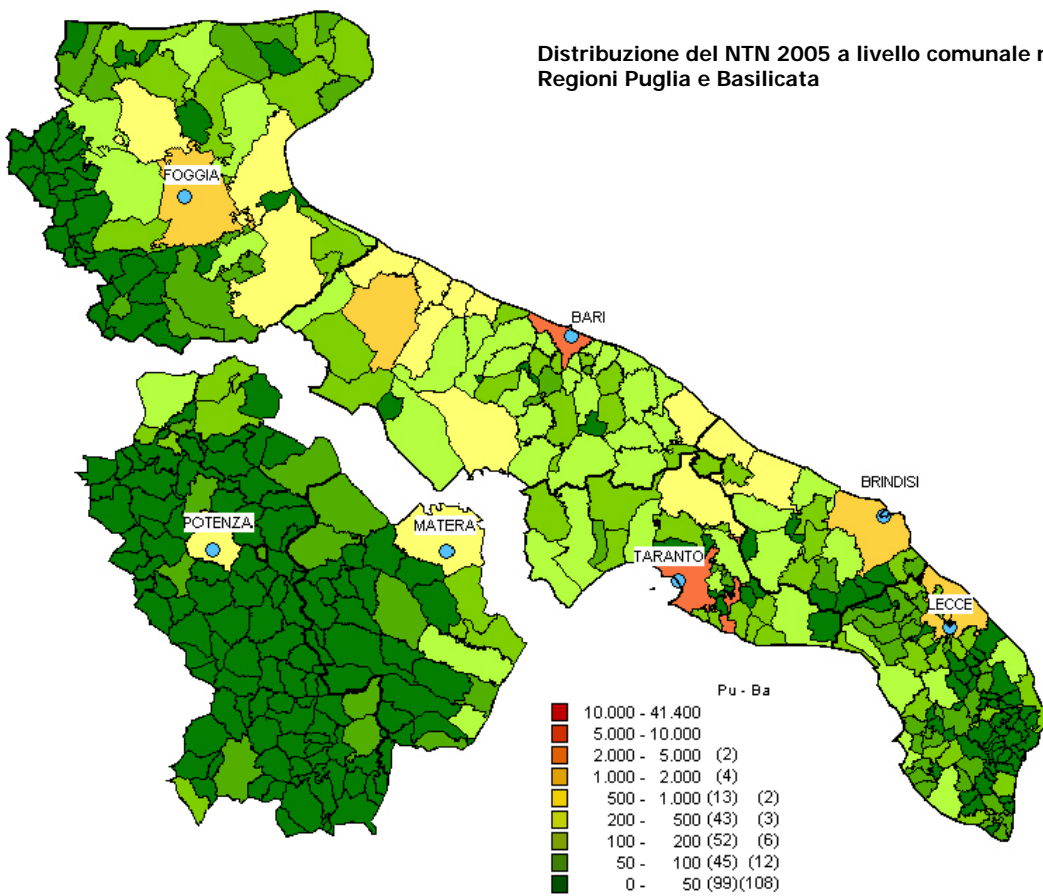 Distribuzione del NTN 2005 a livello comunale
Regioni Puglia e Basilicata
FOGGIA
BARI
BRINDISI
POTENZA
MATERA
TARANTO
LECCE
Pu - Ba
10.000 - 41.400
5.000 - 10.000
2.000 - 5.000 (2)
1.000 - 2.000 (4)
500 - 1.000 (13) (2)
200 - 500 (43) (3)
100 - 200 (52) (6)
50 - 100 (45) (12)
0 - 50 (99)(108)